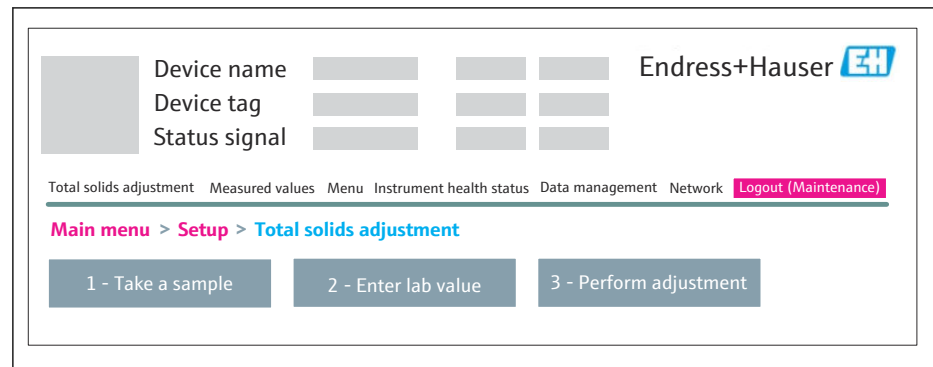 Device name
Endress+Hauser EH
Device tag
Status signal
Total solids adjustment Measured values Menu Instrument health status Data management Network Logout (Maintenance)
Main menu > Setup > Total solids adjustment
1 - Take a sample 2 - Enter lab value 3 - Perform adjustment